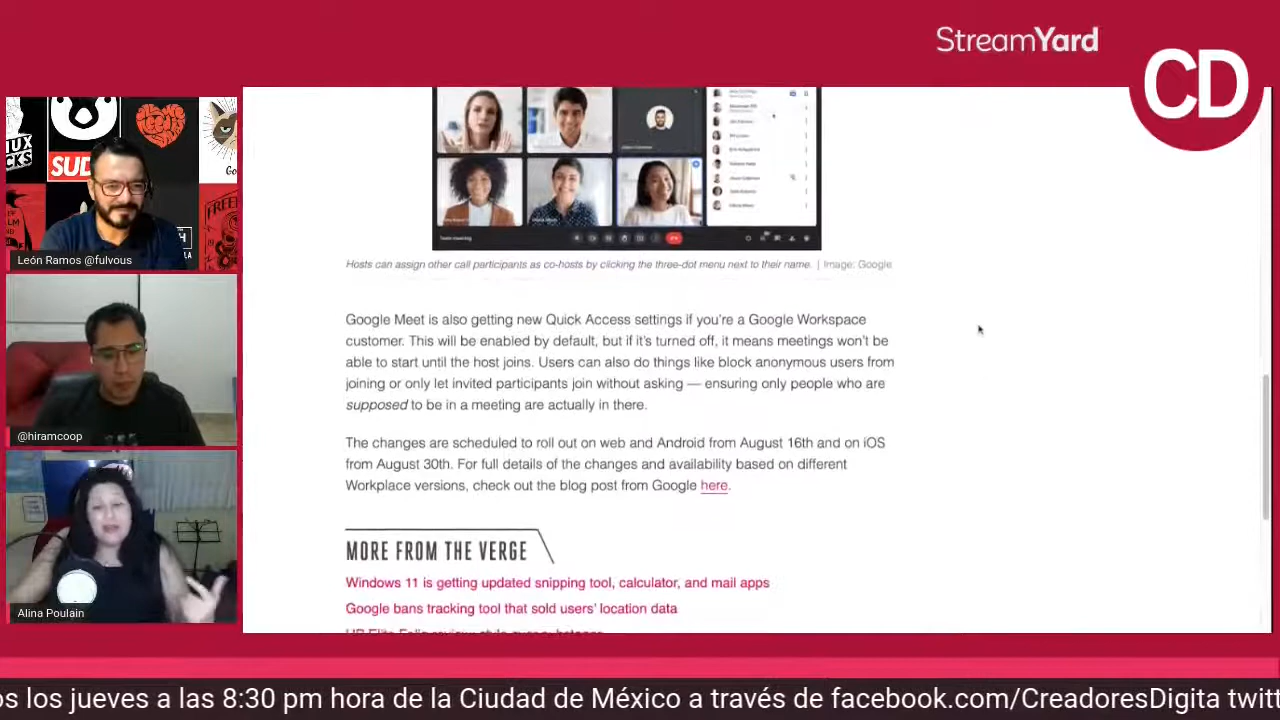 StreamYard
CD
SUD
León Ramos @fulvous
@hiramcoop
Alina Poulain
Team meeting
Hosts can assign other call participants as co-hosts by clicking the three-dot menu next to their name. | Image: Google
Google Meet is also getting new Quick Access settings if you're a Google Workspace
customer. This will be enabled by default, but if it's turned off, it means meetings won't be
able to start until the host joins. Users can also do things like block anonymous users from
joining or only let invited participants join without asking — ensuring only people who are
supposed to be in a meeting are actually in there.
The changes are scheduled to roll out on web and Android from August 16th and on iOS
from August 30th. For full details of the changes and availability based on different
Workplace versions, check out the blog post from Google here.
MORE FROM THE VERGE
Windows 11 is getting updated snipping tool, calculator, and mail apps
Google bans tracking tool that sold users' location data
os los jueves a las 8:30 pm hora de la Ciudad de México a través de facebook.com/CreadoresDigita twitt